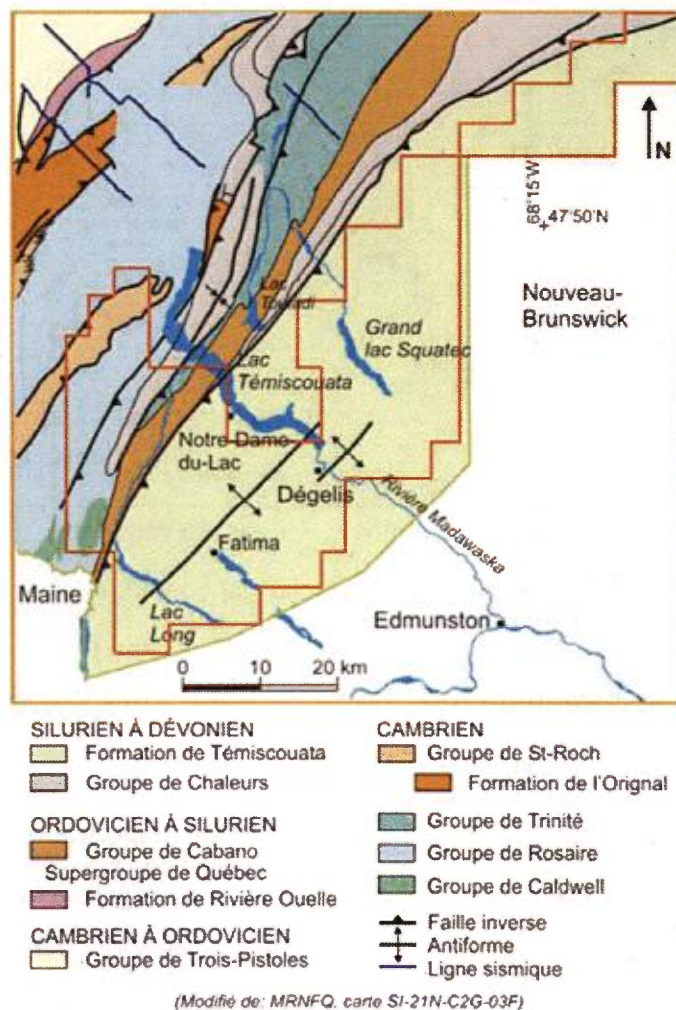 N
68°15'W
47°50'N
Nouveau-
Brunswick
Lac
Touladi
Grand
lac Squatec
Lac
Témiscouata
Notre-Dame-
du-Lac
Dégelis
Rivière Madawaska
Fatima
Maine
Lac
Long
Edmunston
0 10 20 km
SILURIEN À DÉVONIEN
Formation de Témiscouata
Groupe de Chaleurs
ORDOVICIEN À SILURIEN
Groupe de Cabano
Supergroupe de Québec
Formation de Rivière Ouelle
CAMBRIEN À ORDOVICIEN
Groupe de Trois-Pistoles
CAMBRIEN
Groupe de St-Roch
Formation de l'Orignal
Groupe de Trinité
Groupe de Rosaire
Groupe de Caldwell
Faille inverse
Antiforme
Ligne sismique
(Modifié de: MRNFQ, carte SI-21N-C2G-03F)